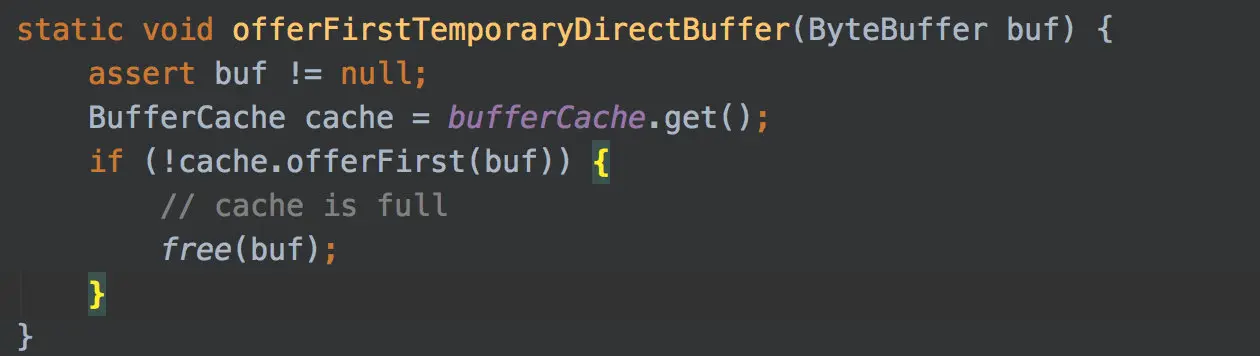 static void offerFirstTemporaryDirectBuffer(ByteBuffer buf) {
    assert buf != null;
    BufferCache cache = bufferCache.get();
    if (!cache.offerFirst(buf)) {
        // cache is full
        free(buf);
    }
}